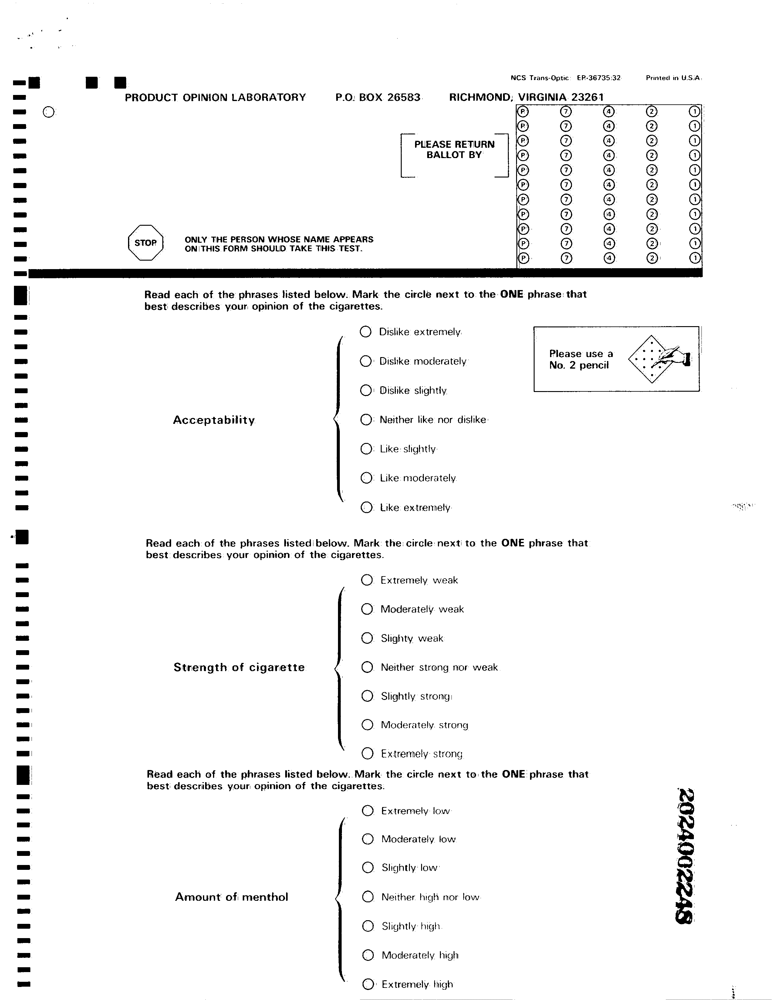 NCS Trans-Optic EP-36735:32 Printed in U.S.A.
PRODUCT OPINION LABORATORY P.O. BOX 26583 RICHMOND, VIRGINIA 23261
PLEASE RETURN
BALLOT BY
P 7 4 2 1
P 7 4 2 1
P 7 4 2 1
P 7 4 2 1
P 7 4 2 1
P 7 4 2 1
P 7 4 2 1
P 7 4 2 1
P 7 4 2 1
P 7 4 2 1
P 7 4 2 1
STOP
ONLY THE PERSON WHOSE NAME APPEARS
ON THIS FORM SHOULD TAKE THIS TEST.
Read each of the phrases listed below. Mark the circle next to the ONE phrase that
best describes your opinion of the cigarettes.
Please use a
No. 2 pencil
Acceptability
Dislike extremely
Dislike moderately
Dislike slightly
Neither like nor dislike
Like slightly
Like moderately
Like extremely
Read each of the phrases listed below. Mark the circle next to the ONE phrase that
best describes your opinion of the cigarettes.
Strength of cigarette
Extremely weak
Moderately weak
Slighty weak
Neither strong nor weak
Slightly strong
Moderately strong
Extremely strong
Read each of the phrases listed below. Mark the circle next to the ONE phrase that
best describes your opinion of the cigarettes.
Amount of menthol
Extremely low
Moderately low
Slightly low
Neither high nor low
Slightly high
Moderately high
Extremely high
2024002248